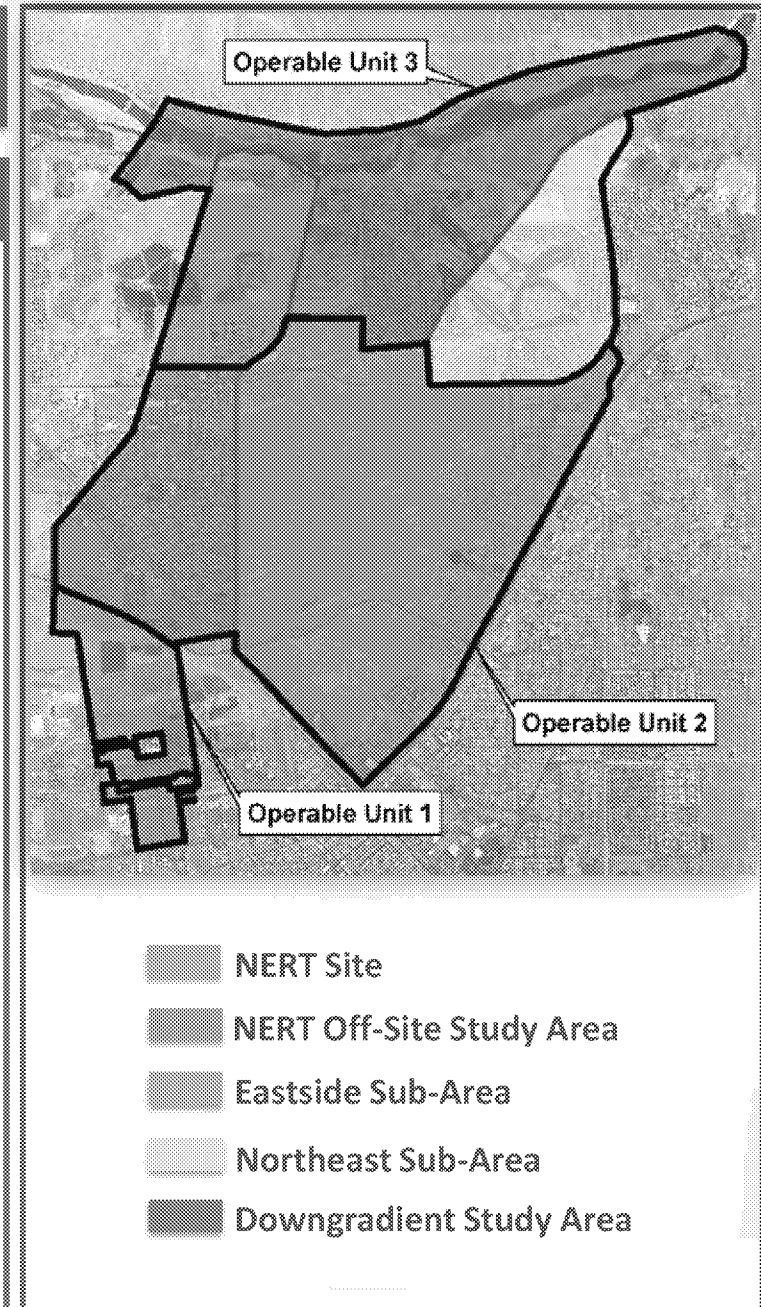 Operable Unit 3
Operable Unit 2
Operable Unit 1
NERT Site
NERT Off-Site Study Area
Eastside Sub-Area
Northeast Sub-Area
Downgradient Study Area